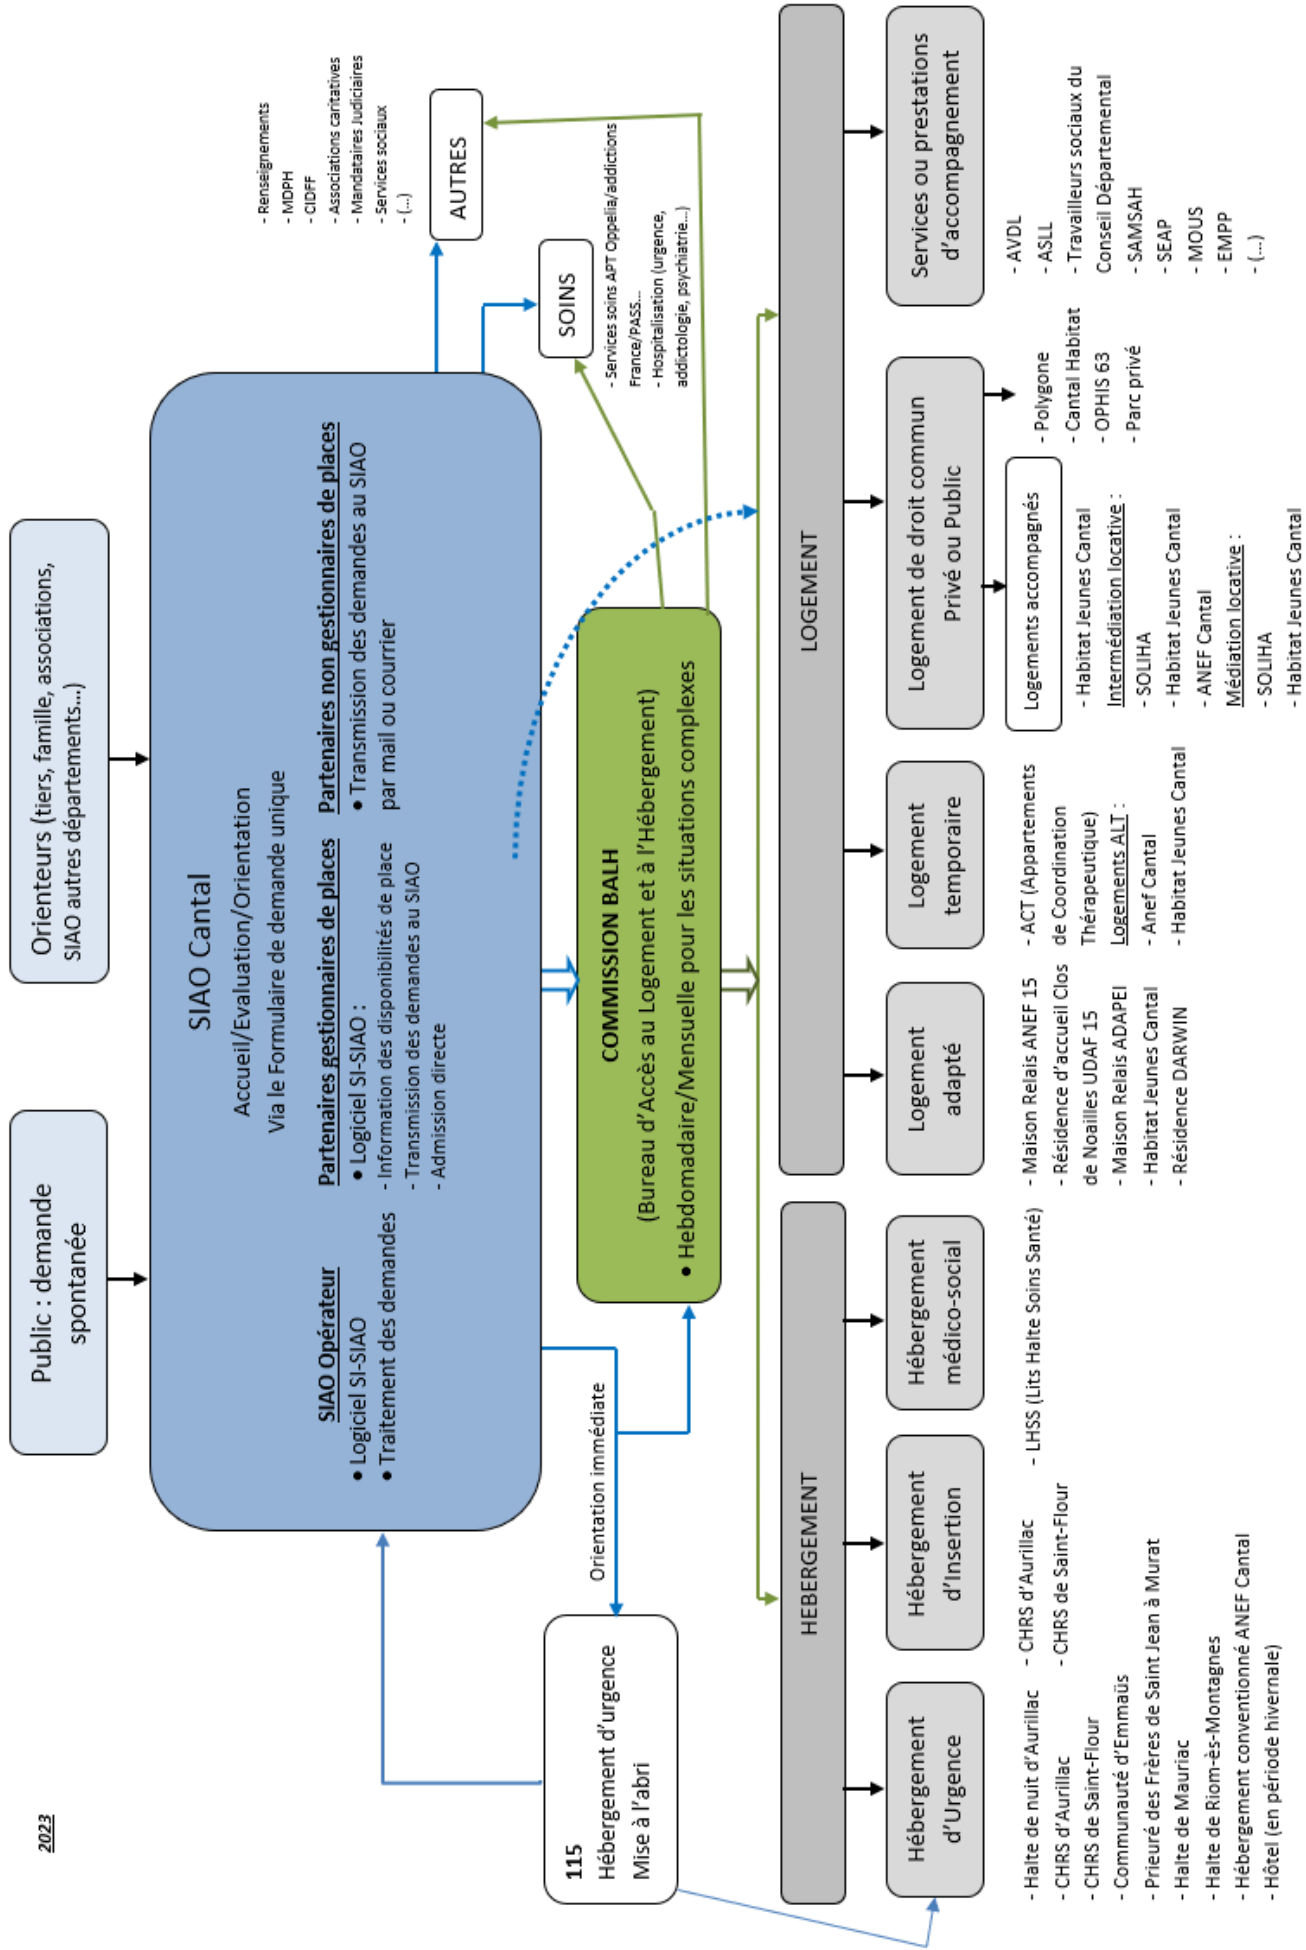 2023
Public : demande
spontanée
Orienteurs (tiers, famille, associations,
SIAO autres départements...)
SIAO Cantal
Accueil/Evaluation/Orientation
Via le Formulaire de demande unique
SIAO Opérateur
• Logiciel SI-SIAO
• Traitement des demandes
Partenaires gestionnaires de places
• Logiciel SI-SIAO :
- Information des disponibilités de place
- Transmission des demandes au SIAO
- Admission directe
Partenaires non gestionnaires de places
• Transmission des demandes au SIAO
par mail ou courrier
- Renseignements
- MDPH
- CIDFF
- Associations caritatives
- Mandataires Judiciaires
- Services sociaux
- (...)
AUTRES
SOINS
- Services soins APT Oppelia/addictions
France/PASS...
- Hospitalisation (urgence,
addictologie, psychiatrie...)
115
Hébergement d'urgence
Mise à l'abri
Orientation immédiate
COMMISSION BALH
(Bureau d'Accès au Logement et à l'Hébergement)
• Hebdomadaire/Mensuelle pour les situations complexes
HEBERGEMENT
LOGEMENT
Hébergement
d'Urgence
- Halte de nuit d'Aurillac
- CHRS d'Aurillac
- CHRS de Saint-Flour
- Communauté d'Emmaüs
- Prieuré des Frères de Saint Jean à Murat
- Halte de Mauriac
- Halte de Riom-ès-Montagnes
- Hébergement conventionné ANEF Cantal
- Hôtel (en période hivernale)
Hébergement
d'Insertion
- CHRS d'Aurillac
- CHRS de Saint-Flour
Hébergement
médico-social
- LHSS (Lits Halte Soins Santé)
Logement
adapté
- Maison Relais ANEF 15
- Résidence d'accueil Clos
de Noailles UDAF 15
- Maison Relais ADAPEI
- Habitat Jeunes Cantal
- Résidence DARWIN
Logement
temporaire
- ACT (Appartements
de Coordination
Thérapeutique)
Logements ALT :
- Anef Cantal
- Habitat Jeunes Cantal
Logement de droit commun
Privé ou Public
Logements accompagnés
- Habitat Jeunes Cantal
Intermédiation locative :
- SOLIHA
- Habitat Jeunes Cantal
- ANEF Cantal
Médiation locative :
- SOLIHA
- Habitat Jeunes Cantal
- Polygone
- Cantal Habitat
- OPHIS 63
- Parc privé
Services ou prestations
d'accompagnement
- AVDL
- ASLL
- Travailleurs sociaux du
Conseil Départemental
- SAMSAH
- SEAP
- MOUS
- EMPP
- (...)